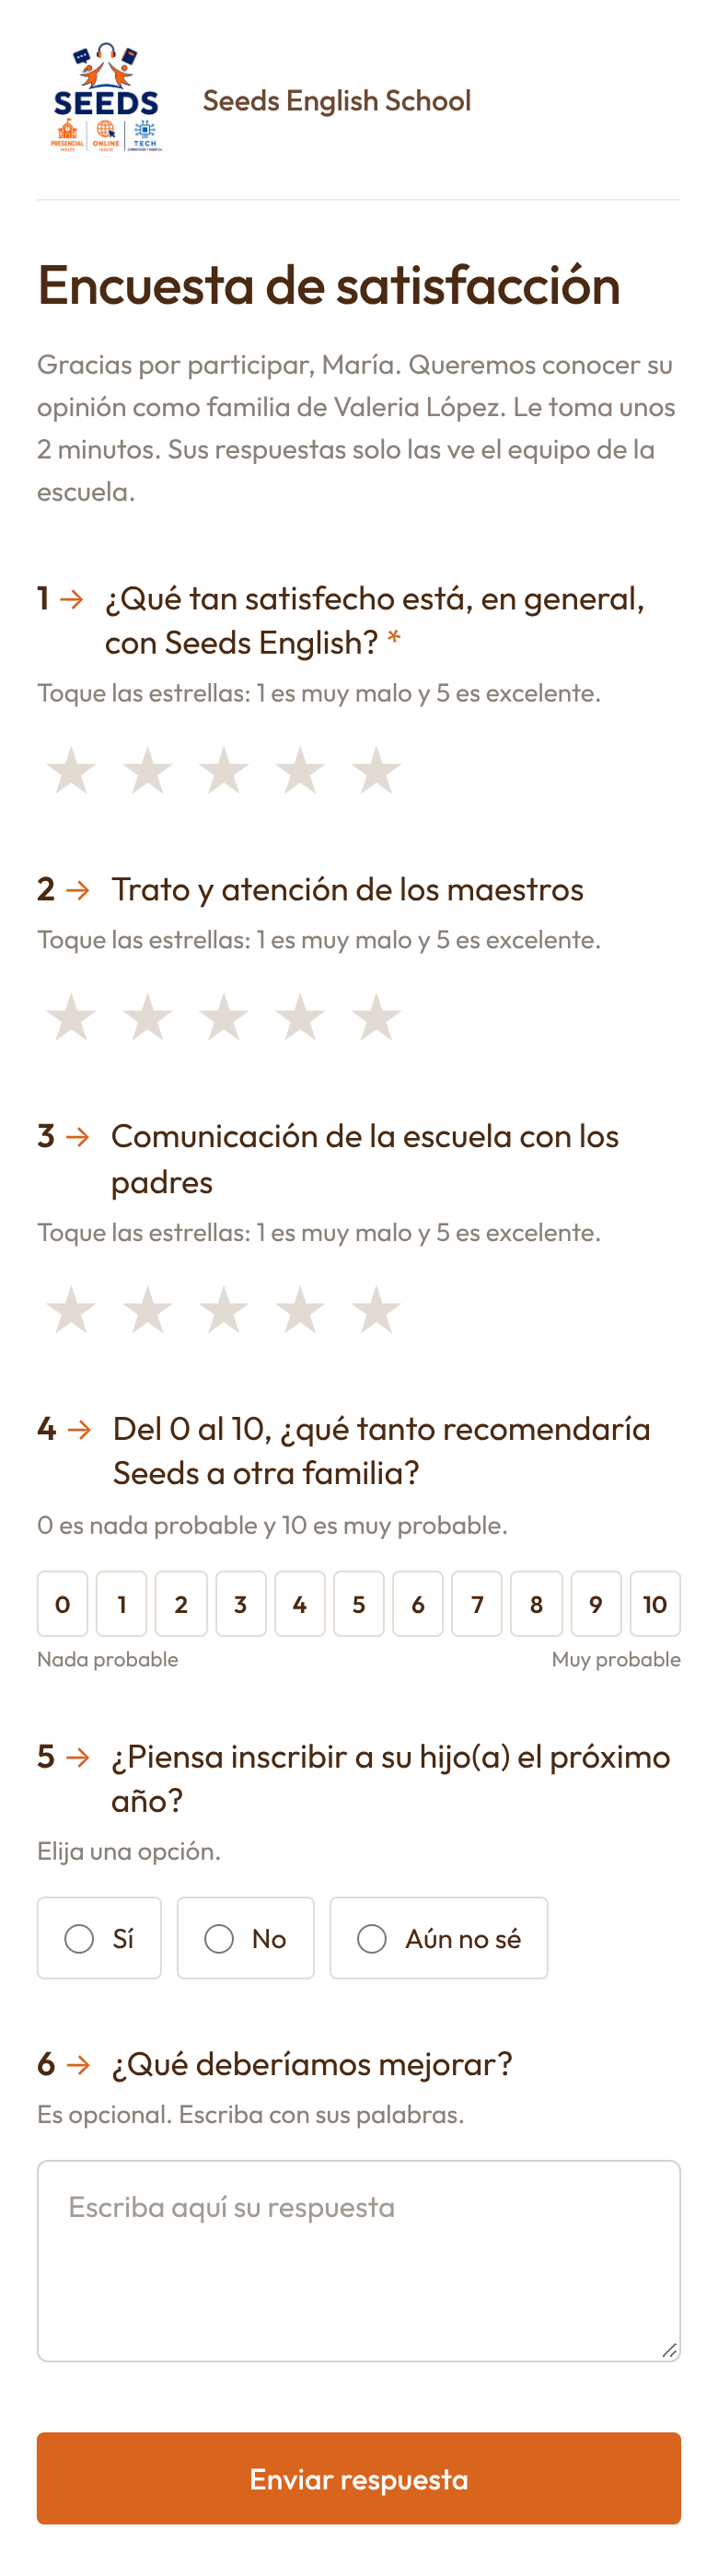 SEEDS
PRESENCIAL
INGLÉS
ONLINE
INGLÉS
TECH
Seeds English School
Encuesta de satisfacción
Gracias por participar, María. Queremos conocer su
opinión como familia de Valeria López. Le toma unos
2 minutos. Sus respuestas solo las ve el equipo de la
escuela.
1 → ¿Qué tan satisfecho está, en general,
con Seeds English? *
Toque las estrellas: 1 es muy malo y 5 es excelente.
2 → Trato y atención de los maestros
Toque las estrellas: 1 es muy malo y 5 es excelente.
3 → Comunicación de la escuela con los
padres
Toque las estrellas: 1 es muy malo y 5 es excelente.
4 → Del 0 al 10, ¿qué tanto recomendaría
Seeds a otra familia?
0 es nada probable y 10 es muy probable.
0 1 2 3 4 5 6 7 8 9 10
Nada probable Muy probable
5 → ¿Piensa inscribir a su hijo(a) el próximo
año?
Elija una opción.
Sí No Aún no sé
6 → ¿Qué deberíamos mejorar?
Es opcional. Escriba con sus palabras.
Escriba aquí su respuesta
Enviar respuesta